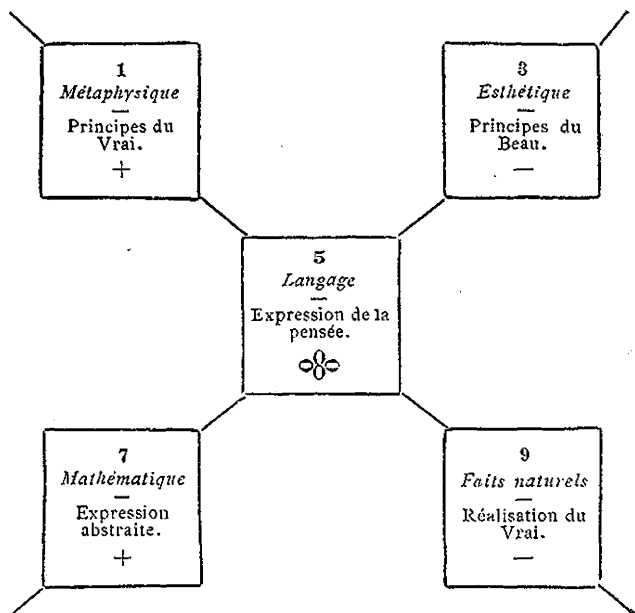 1
Métaphysique
Principes du
Vrai.
+
3
Esthétique
Principes du
Beau.
—
5
Langage
Expression de la
pensée.
7
Mathématique
Expression
abstraite.
+
9
Faits naturels
Réalisation du
Vrai.
—